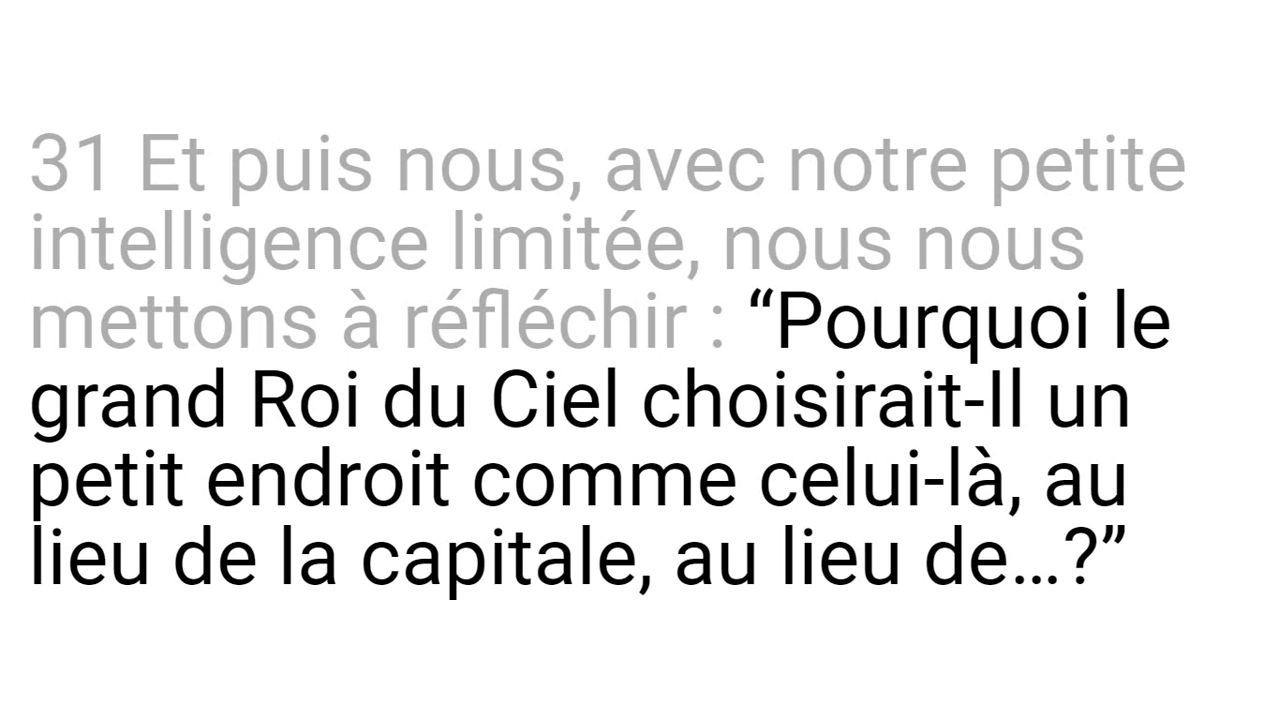 31 Et puis nous, avec notre petite
intelligence limitée, nous nous
mettons à réfléchir : “Pourquoi le
grand Roi du Ciel choisirait-Il un
petit endroit comme celui-là, au
lieu de la capitale, au lieu de…?”